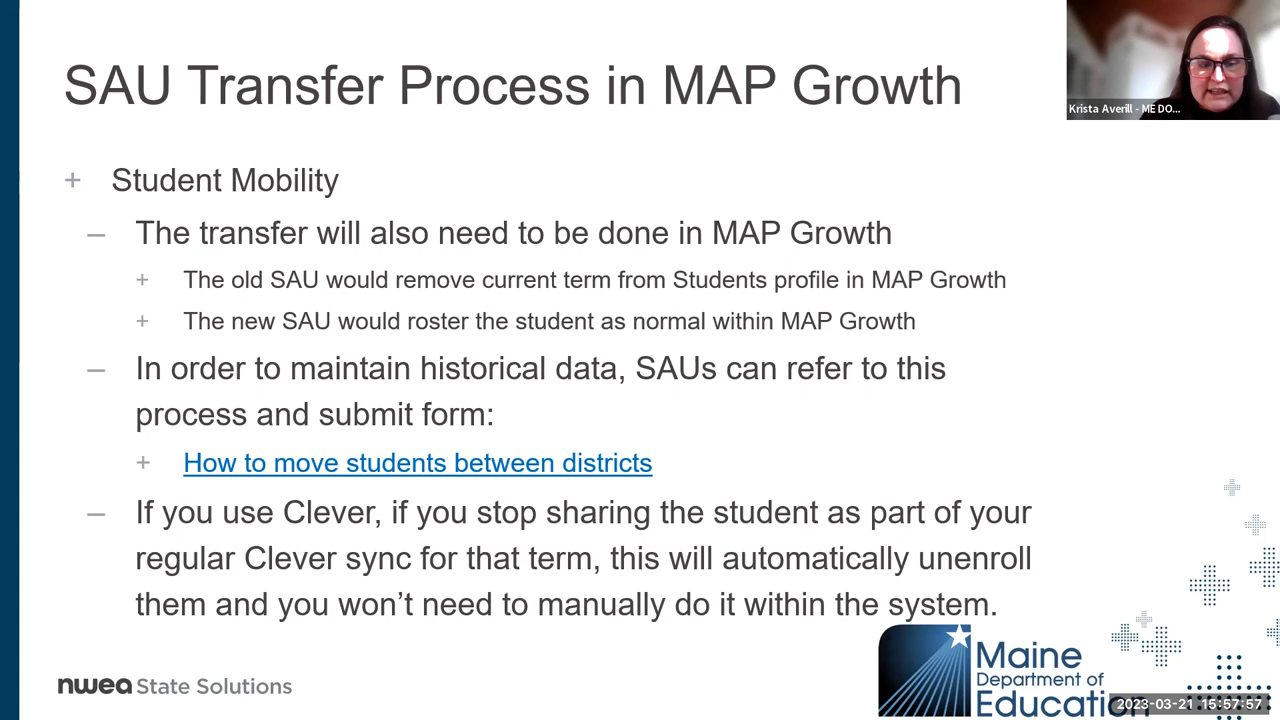 SAU Transfer Process in MAP Growth
Krista Averill - ME DO...
+ Student Mobility
– The transfer will also need to be done in MAP Growth
+ The old SAU would remove current term from Students profile in MAP Growth
+ The new SAU would roster the student as normal within MAP Growth
– In order to maintain historical data, SAUs can refer to this
process and submit form:
+ How to move students between districts
– If you use Clever, if you stop sharing the student as part of your
regular Clever sync for that term, this will automatically unenroll
them and you won’t need to manually do it within the system.
nwea State Solutions
Maine
Department of
Education
2023-03-21 15:57:57